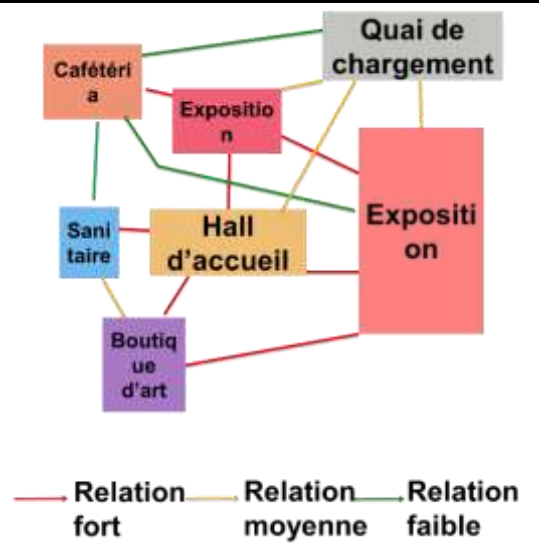 Quai de
chargement
Cafétéri
a
Expositio
n
Expositi
on
Sani
taire
Hall
d’accueil
Boutiq
ue
d’art
Relation
fort
Relation
moyenne
Relation
faible